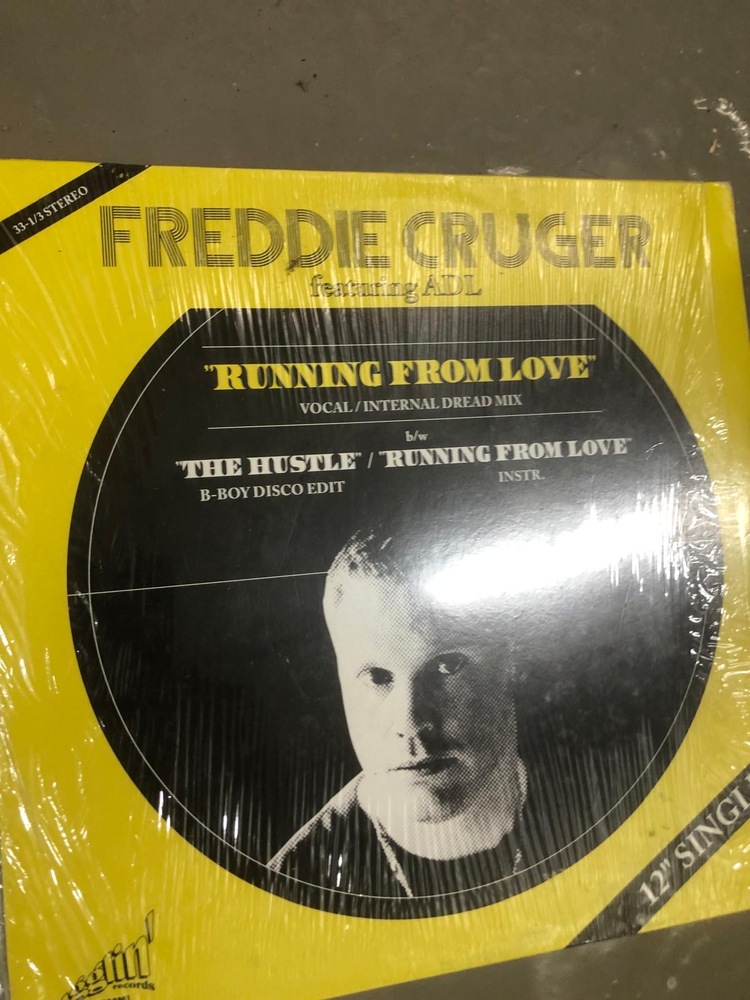 33-1/3 STEREO
FREDDIE CRUGER
featuring ADL
"RUNNING FROM LOVE"
VOCAL / INTERNAL DREAD MIX
b/w
"THE HUSTLE" / "RUNNING FROM LOVE"
B-BOY DISCO EDIT INSTR.
12" SINGL
records